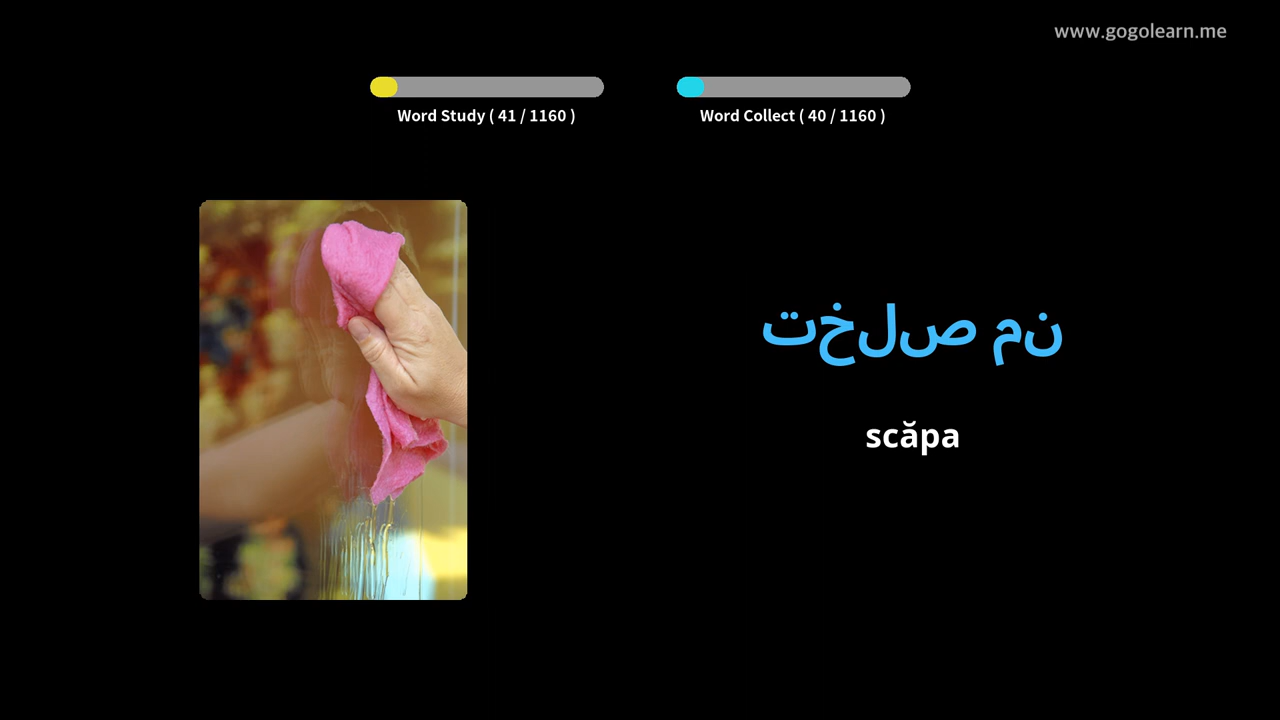 www.gogolearn.me
Word Study ( 41 / 1160 )
Word Collect ( 40 / 1160 )
تخلص من
scăpa